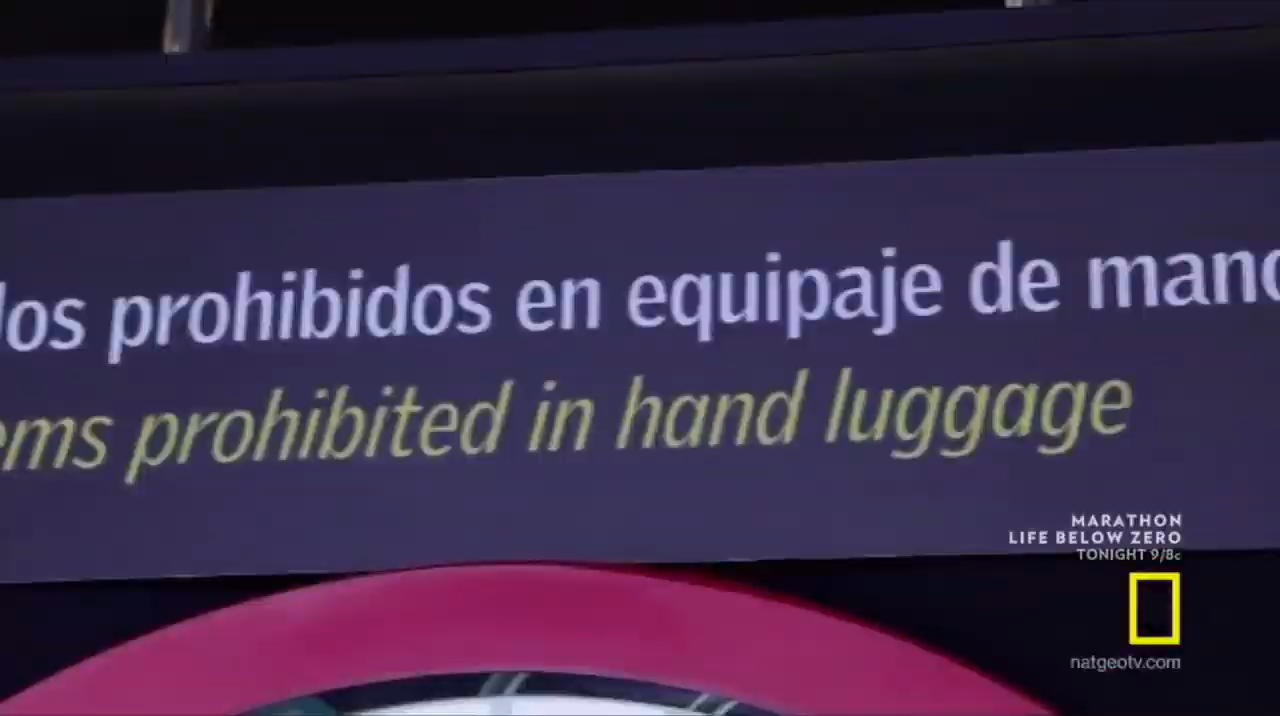 los prohibidos en equipaje de mano
ems prohibited in hand luggage
MARATHON
LIFE BELOW ZERO
TONIGHT 9/8c
natgeotv.com